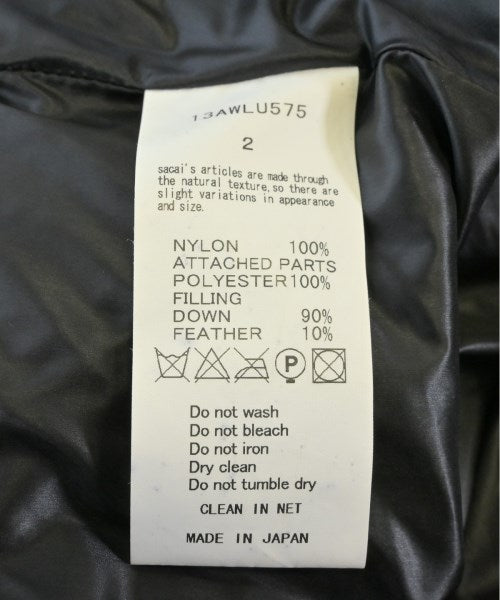 13AWLU575
2
sacai's articles are made through
the natural texture, so there are
slight variations in appearance
and size.
NYLON 100%
ATTACHED PARTS
POLYESTER 100%
FILLING
DOWN 90%
FEATHER 10%
P
Do not wash
Do not bleach
Do not iron
Dry clean
Do not tumble dry
CLEAN IN NET
MADE IN JAPAN